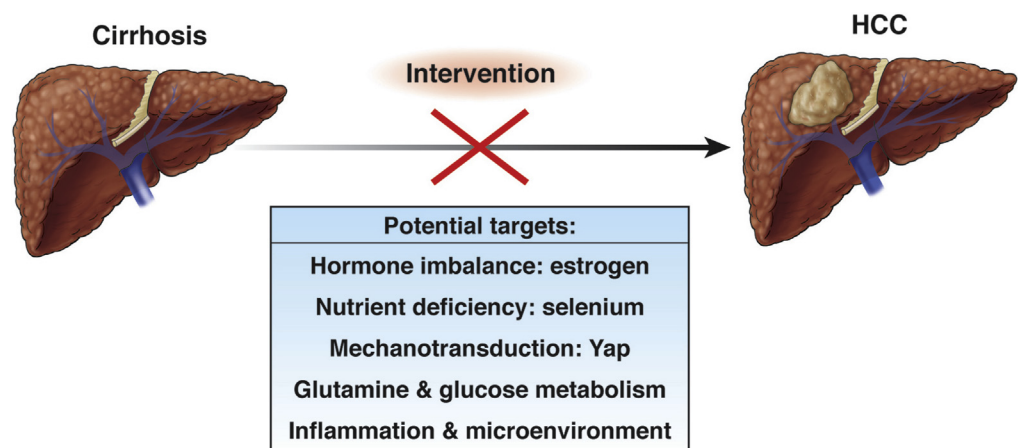 Cirrhosis
HCC
Intervention
Potential targets:
Hormone imbalance: estrogen
Nutrient deficiency: selenium
Mechanotransduction: Yap
Glutamine & glucose metabolism
Inflammation & microenvironment